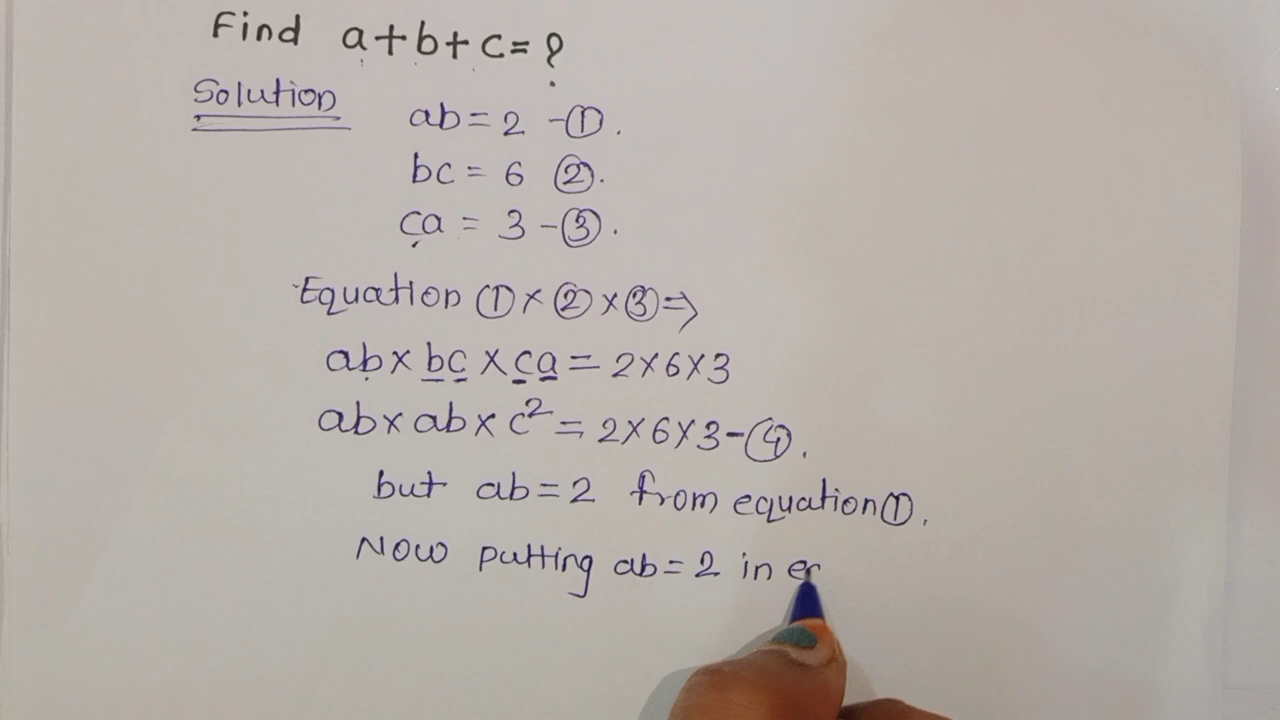 Find a+b+c=?
Solution
ab=2 -①.
bc = 6 ②.
ca = 3 -③.
Equation ①×②×③⇒
ab×bc×ca=2×6×3
ab×ab×c²=2×6×3-④.
but ab=2 from equation①.
Now putting ab=2 in